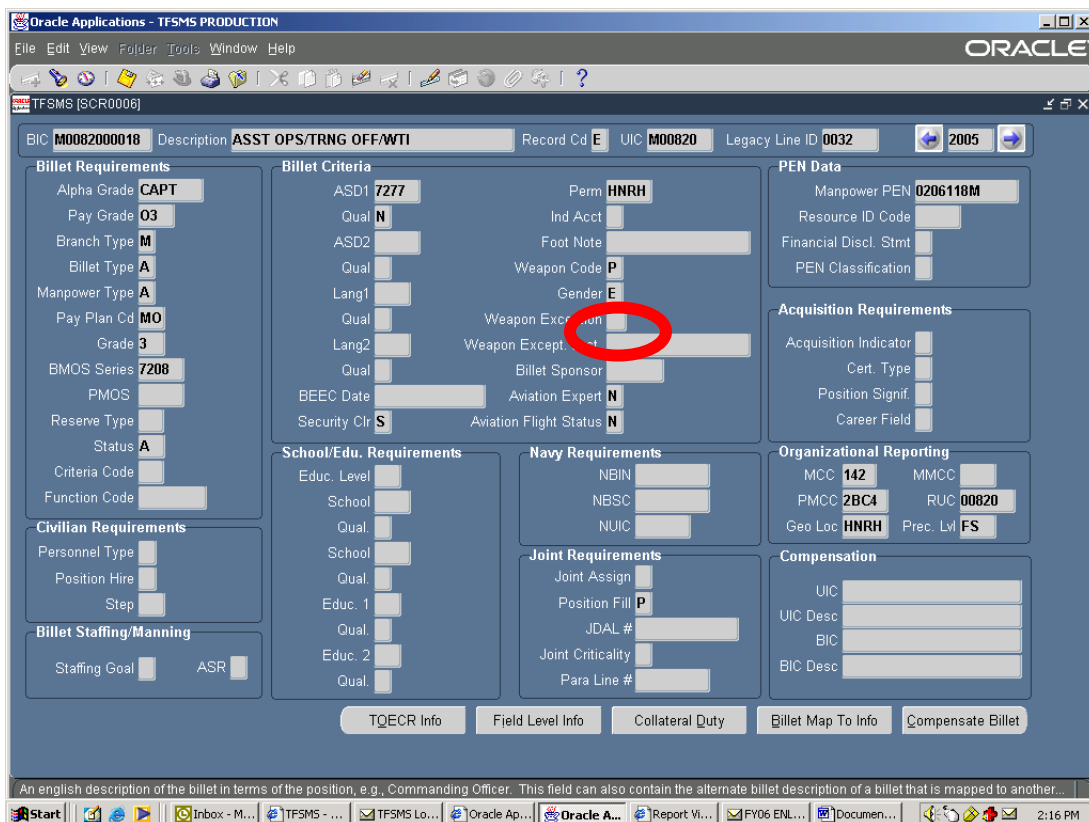 Oracle Applications - TFSMS PRODUCTION
File Edit View Folder Tools Window Help
ORACLE
TFSMS [SCR0006]
BIC M0082000018 Description ASST OPS/TRNG OFF/WTI Record Cd E UIC M00820 Legacy Line ID 0032 2005
Billet Requirements
Alpha Grade CAPT
Pay Grade O3
Branch Type M
Billet Type A
Manpower Type A
Pay Plan Cd MO
Grade 3
BMOS Series 7208
PMOS
Reserve Type
Status A
Criteria Code
Function Code
Civilian Requirements
Personnel Type
Position Hire
Step
Billet Staffing/Manning
Staffing Goal ASR
Billet Criteria
ASD1 7277 Perm HNRH
Qual N Ind Acct
ASD2 Foot Note
Qual Weapon Code P
Lang1 Gender E
Qual Weapon
Lang2 Weapon Except.
Qual Billet Sponsor
BEEC Date Aviation Expert N
Security Clr S Aviation Flight Status N
School/Edu. Requirements
Educ. Level
School
Qual.
School
Qual.
Educ. 1
Qual.
Educ. 2
Qual.
Navy Requirements
NBIN
NBSC
NUIC
Joint Requirements
Joint Assign
Position Fill P
JDAL #
Joint Criticality
Para Line #
PEN Data
Manpower PEN 0206118M
Resource ID Code
Financial Discl. Stmt
PEN Classification
Acquisition Requirements
Acquisition Indicator
Cert. Type
Position Signif.
Career Field
Organizational Reporting
MCC 142 MMCC
PMCC 2BC4 RUC 00820
Geo Loc HNRH Prec. Lvl FS
Compensation
UIC
UIC Desc
BIC
BIC Desc
TOECR Info Field Level Info Collateral Duty Billet Map To Info Compensate Billet
An english description of the billet in terms of the position, e.g., Commanding Officer. This field can also contain the alternate billet description of a billet that is mapped to another...
Start Inbox - M... TFSMS - ... TFSMS Lo... Oracle Ap... Oracle A... Report Vi... FY06 ENL... Documen... 2:16 PM